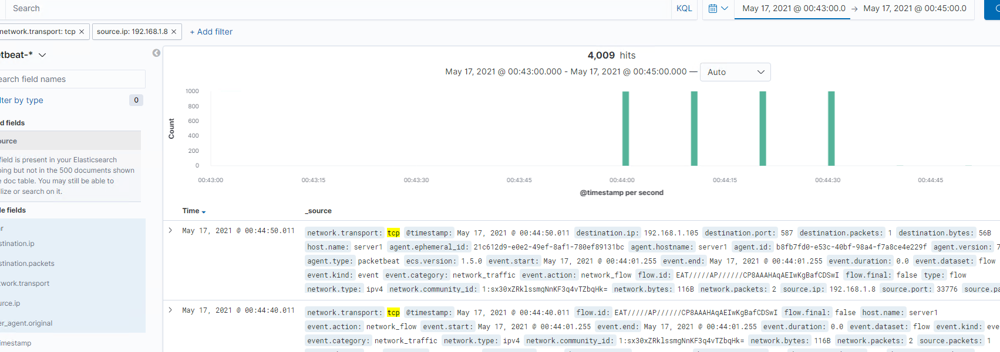 Search KQL May 17, 2021 @ 00:43:00.0 → May 17, 2021 @ 00:45:00.0
network.transport: tcp × source.ip: 192.168.1.8 × + Add filter
etbeat-*
4,009 hits
May 17, 2021 @ 00:43:00.000 - May 17, 2021 @ 00:45:00.000 — Auto
earch field names
lter by type 0
d fields
ource
field is present in your Elasticsearch
ping but not in the 500 documents shown
e doc table. You may still be able to
lize or search on it.
le fields
r
stination.ip
stination.packets
twork.transport
urce.ip
er_agent.original
imestamp
Count
1000
800
600
400
200
0
00:43:00 00:43:15 00:43:30 00:43:45 00:44:00 00:44:15 00:44:30 00:44:45
@timestamp per second
Time _source
May 17, 2021 @ 00:44:50.011 network.transport: tcp @timestamp: May 17, 2021 @ 00:44:50.011 destination.ip: 192.168.1.105 destination.port: 587 destination.packets: 1 destination.bytes: 56B
host.name: server1 agent.ephemeral_id: 21c612d9-e0e2-49ef-8af1-780ef89131bc agent.hostname: server1 agent.id: b8fb7fd0-e53c-40bf-98a4-f7a8ce4e229f agent.version: 7
agent.type: packetbeat ecs.version: 1.5.0 event.start: May 17, 2021 @ 00:44:01.255 event.end: May 17, 2021 @ 00:44:01.255 event.duration: 0.0 event.dataset: flow
event.kind: event event.category: network_traffic event.action: network_flow flow.id: EAT/////AP//////CP8AAAHAqAEIwKgBafCDSwI flow.final: false type: flow
network.type: ipv4 network.community_id: 1:sx30xZRklssmgNnKF3q4vTZbqHk= network.bytes: 116B network.packets: 2 source.ip: 192.168.1.8 source.port: 33776 source.pa
May 17, 2021 @ 00:44:40.011 network.transport: tcp @timestamp: May 17, 2021 @ 00:44:40.011 flow.id: EAT/////AP//////CP8AAAHAqAEIwKgBafCDSwI flow.final: false host.name: server1
event.action: network_flow event.start: May 17, 2021 @ 00:44:01.255 event.end: May 17, 2021 @ 00:44:01.255 event.duration: 0.0 event.dataset: flow event.kind: eve
event.category: network_traffic network.type: ipv4 network.community_id: 1:sx30xZRklssmgNnKF3q4vTZbqHk= network.bytes: 116B network.packets: 2 source.packets: 1